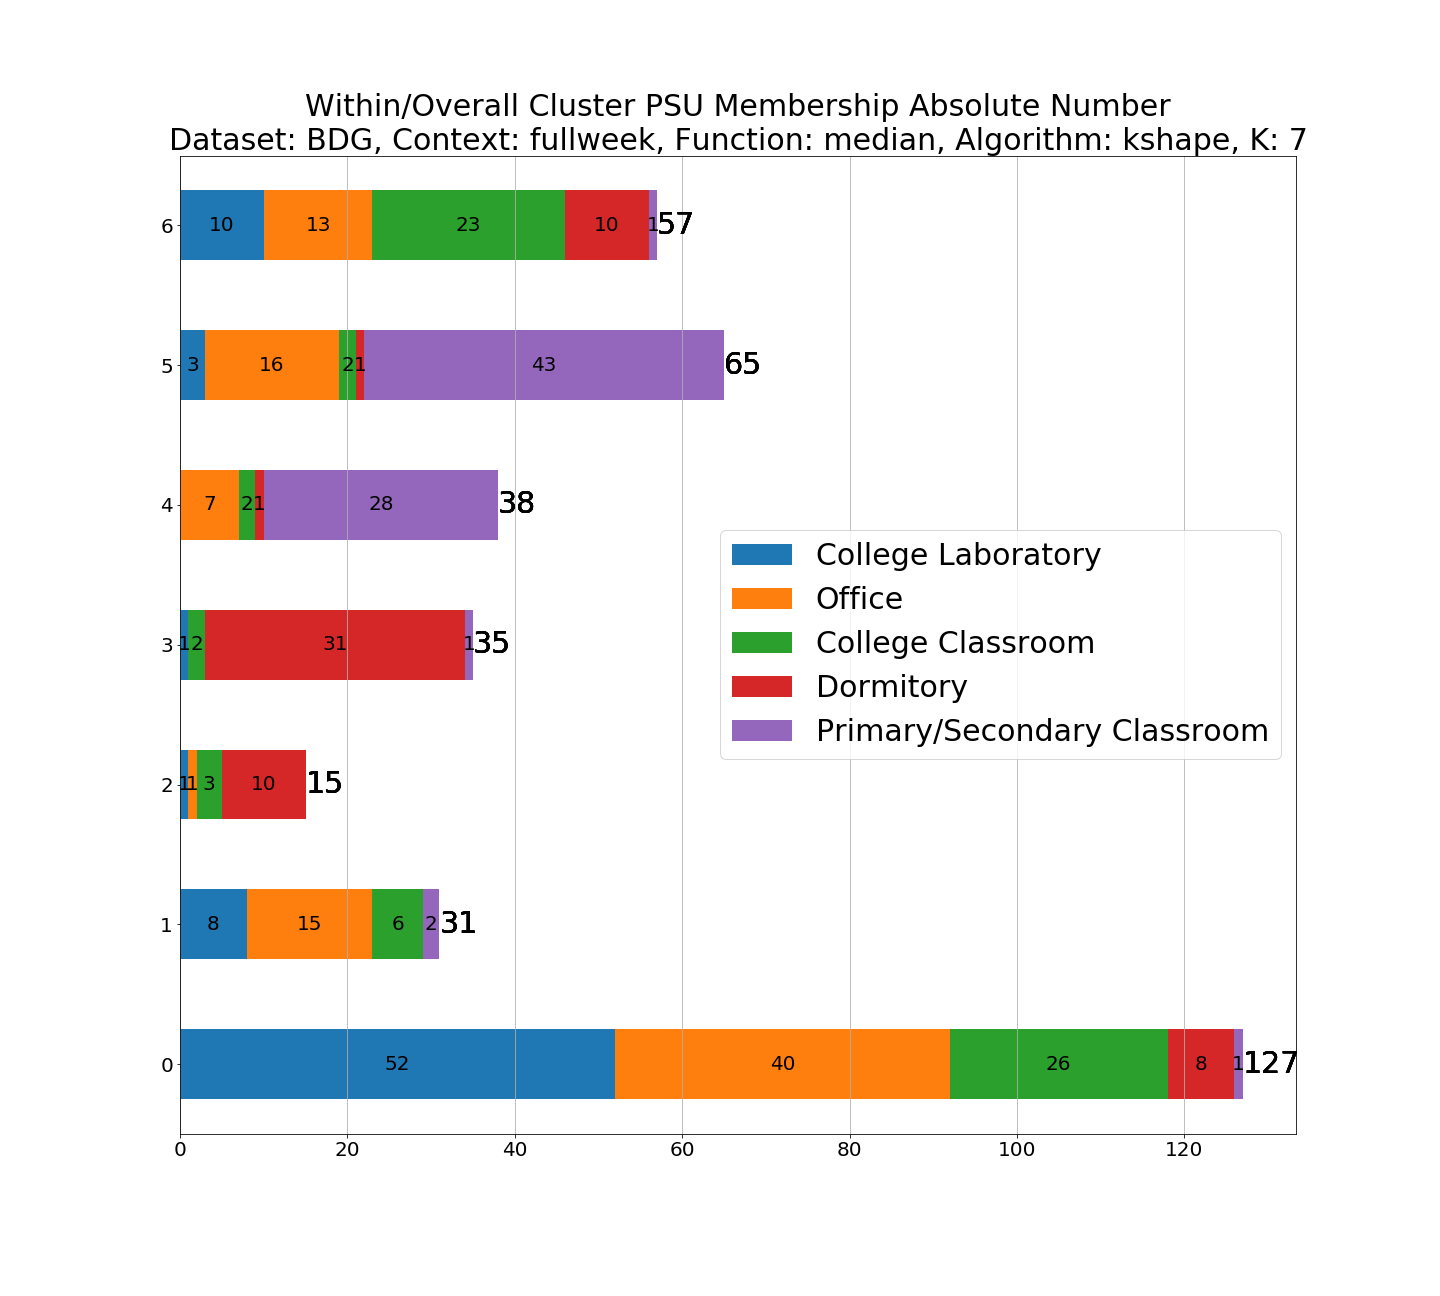 Within/Overall Cluster PSU Membership Absolute Number
Dataset: BDG, Context: fullweek, Function: median, Algorithm: kshape, K: 7
6 10 13 23 10 1 57
5 3 16 2 1 43 65
4 7 2 1 28 38
College Laboratory
Office
College Classroom
Dormitory
Primary/Secondary Classroom
3 1 2 31 1 35
2 1 1 3 10 15
1 8 15 6 2 31
0 52 40 26 8 1 127
0 20 40 60 80 100 120